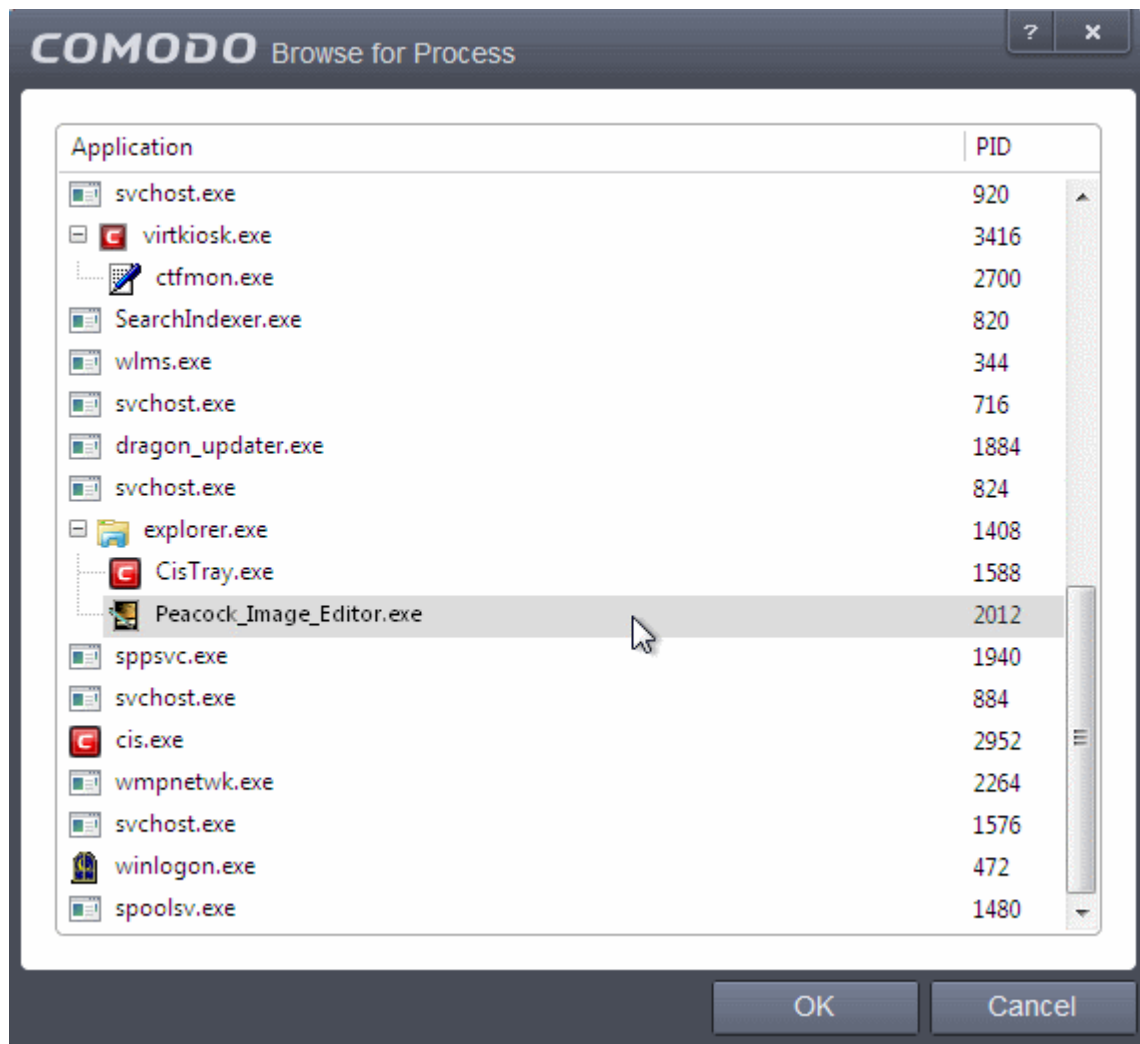 COMODO Browse for Process ? ×
Application PID
svchost.exe 920
virtkiosk.exe 3416
ctfmon.exe 2700
SearchIndexer.exe 820
wlms.exe 344
svchost.exe 716
dragon_updater.exe 1884
svchost.exe 824
explorer.exe 1408
CisTray.exe 1588
Peacock_Image_Editor.exe 2012
sppsvc.exe 1940
svchost.exe 884
cis.exe 2952
wmpnetwk.exe 2264
svchost.exe 1576
winlogon.exe 472
spoolsv.exe 1480
OK Cancel